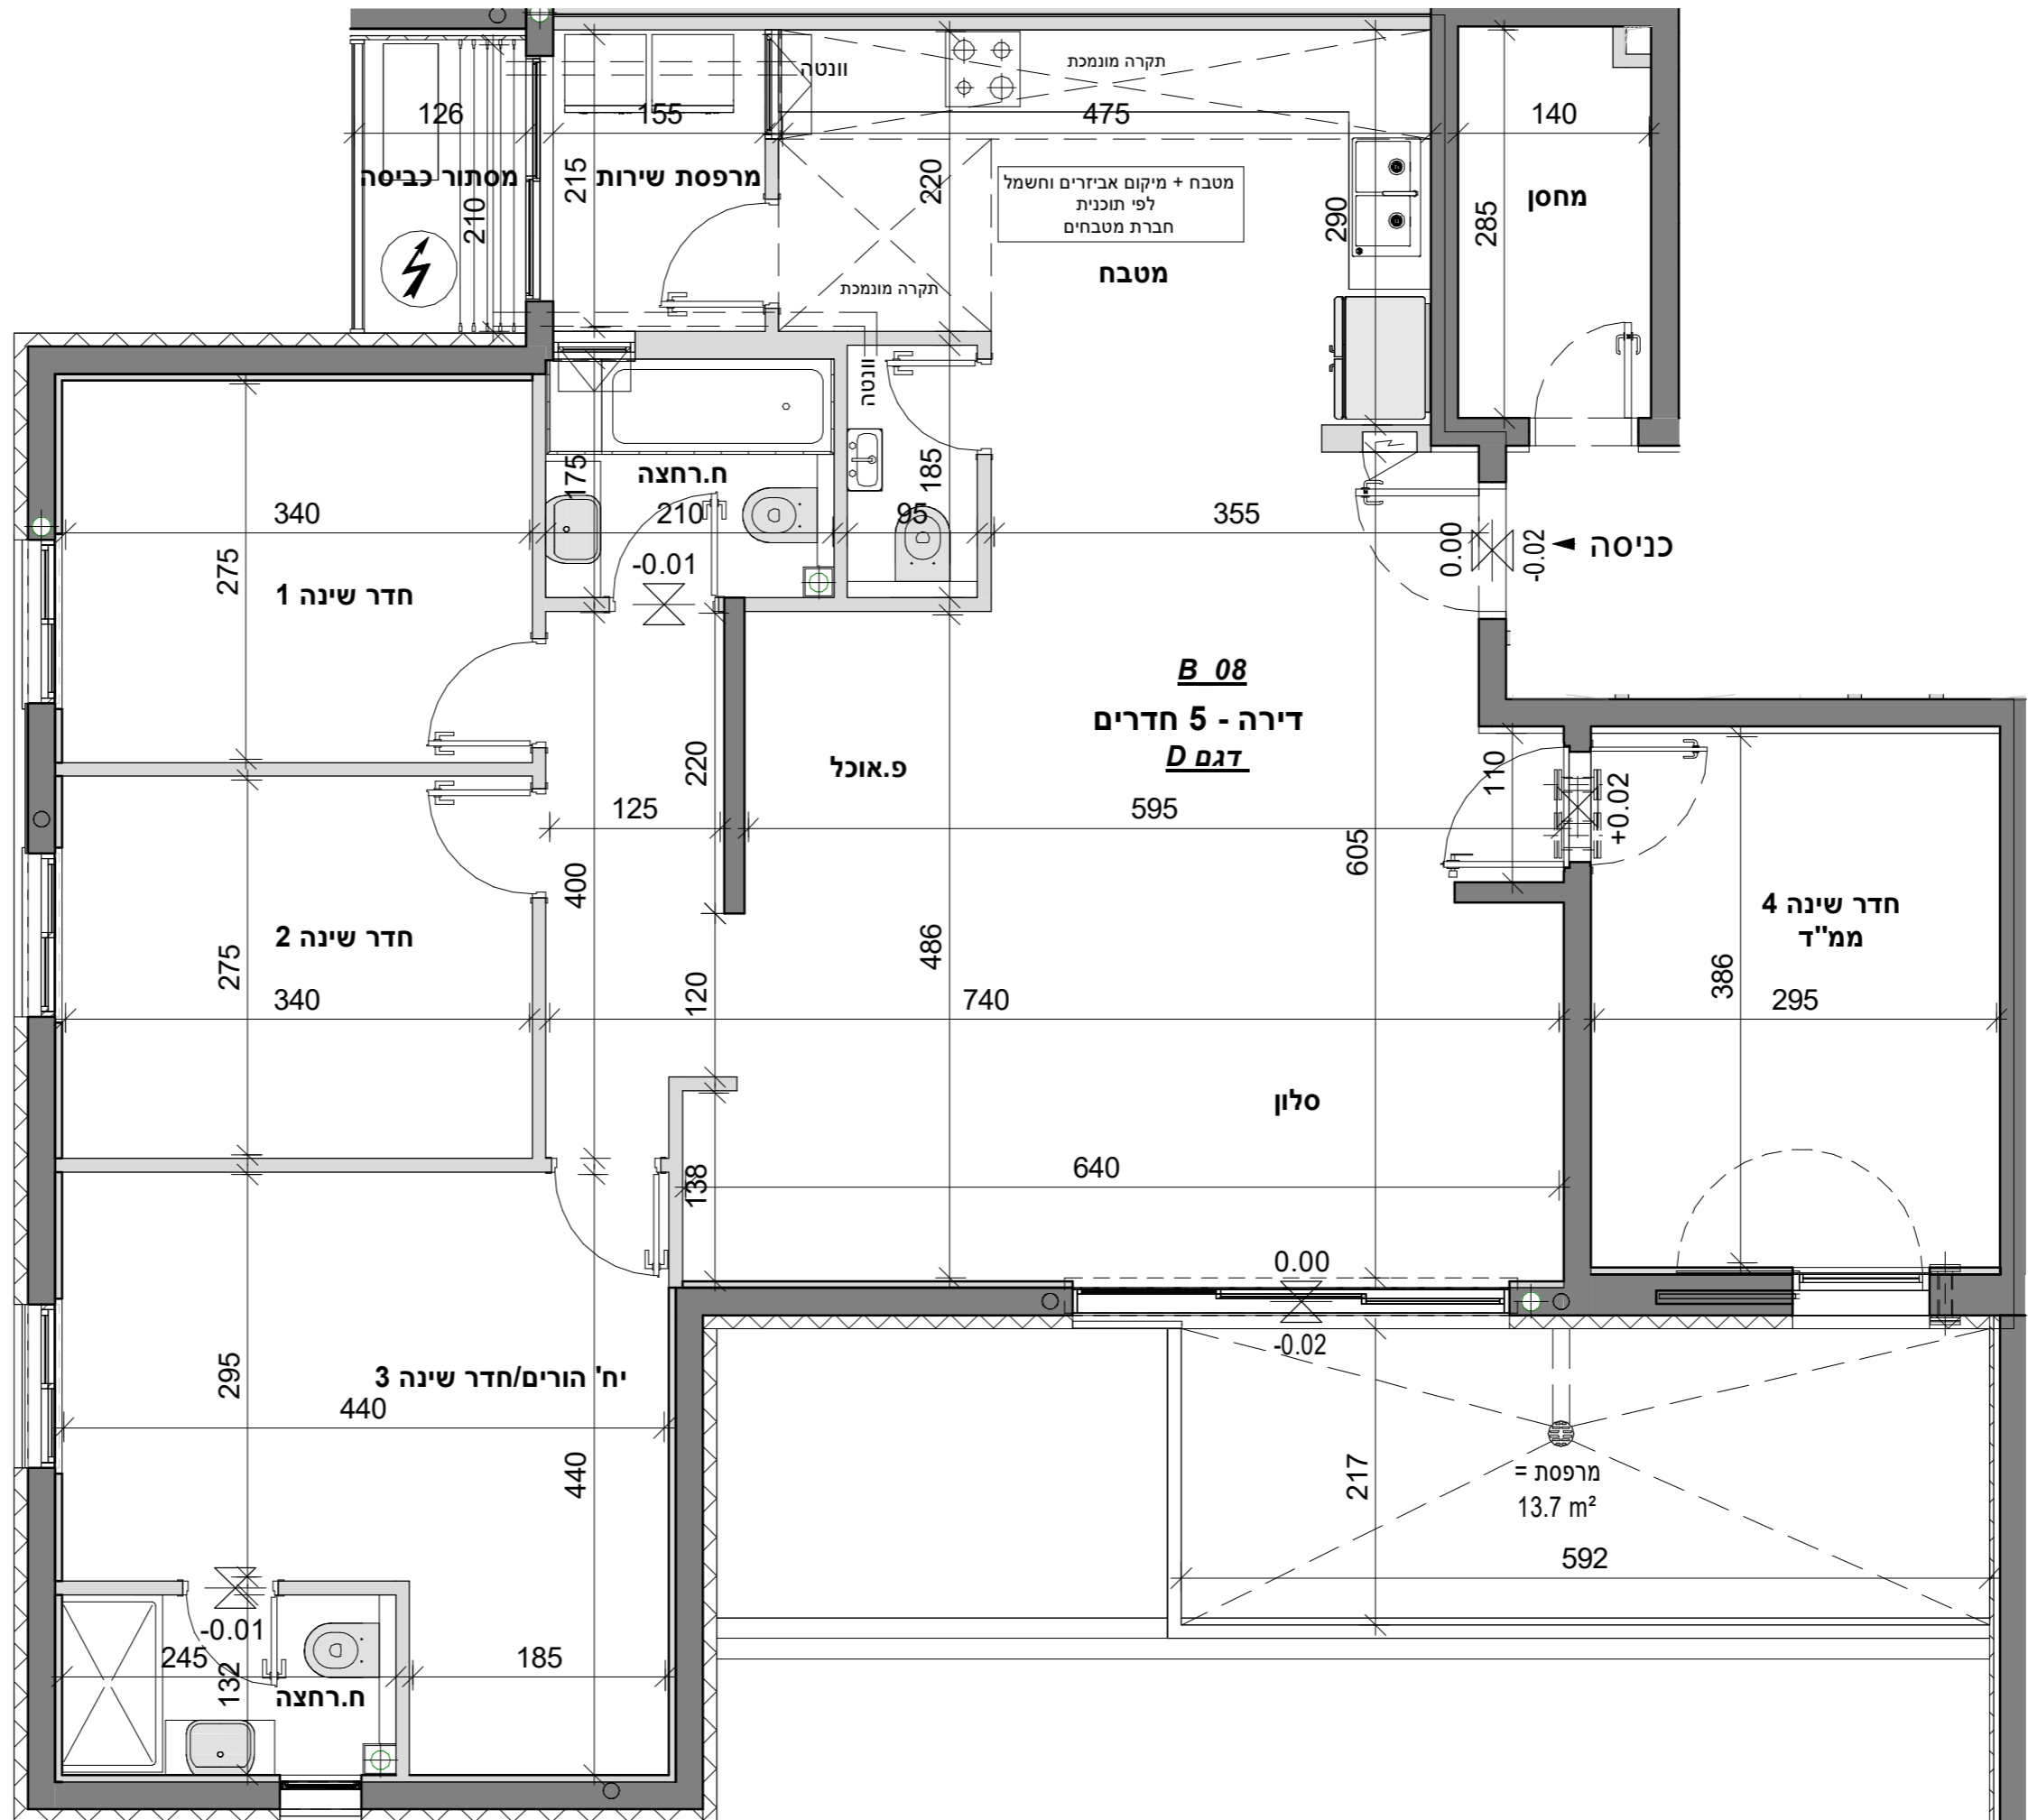 וונטה
תקרה מונמכת
126
155
475
140
מסתור כביסה
מרפסת שירות
215
220
210
מטבח + מיקום אביזרים וחשמל
לפי תוכנית
חברת מטבחים
290
285
מחסן
מטבח
תקרה מונמכת
וונטה
ח.רחצה
175
185
340
210
95
355
0.00
-0.02
כניסה
-0.01
275
חדר שינה 1
B 08
דירה - 5 חדרים
דגם D
פ.אוכל
220
110
+0.02
125
595
605
400
חדר שינה 4
ממ"ד
חדר שינה 2
275
486
386
340
120
740
295
סלון
138
640
0.00
-0.02
295
יח' הורים/חדר שינה 3
440
440
217
מרפסת =
13.7 m²
592
-0.01
245
132
185
ח.רחצה